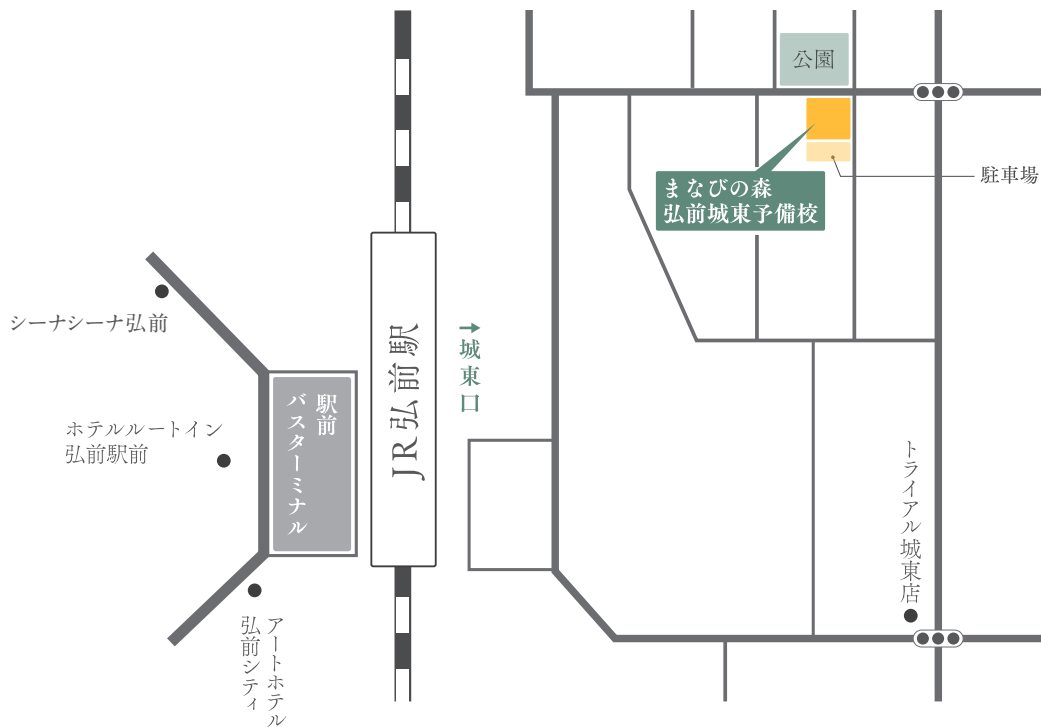 公園
まなびの森
弘前城東予備校
駐車場
シーナシーナ弘前
ホテルルートイン
弘前駅前
駅前
バスターミナル
JR弘前駅
→城東口
トライアル城東店
アートホテル
弘前シティ